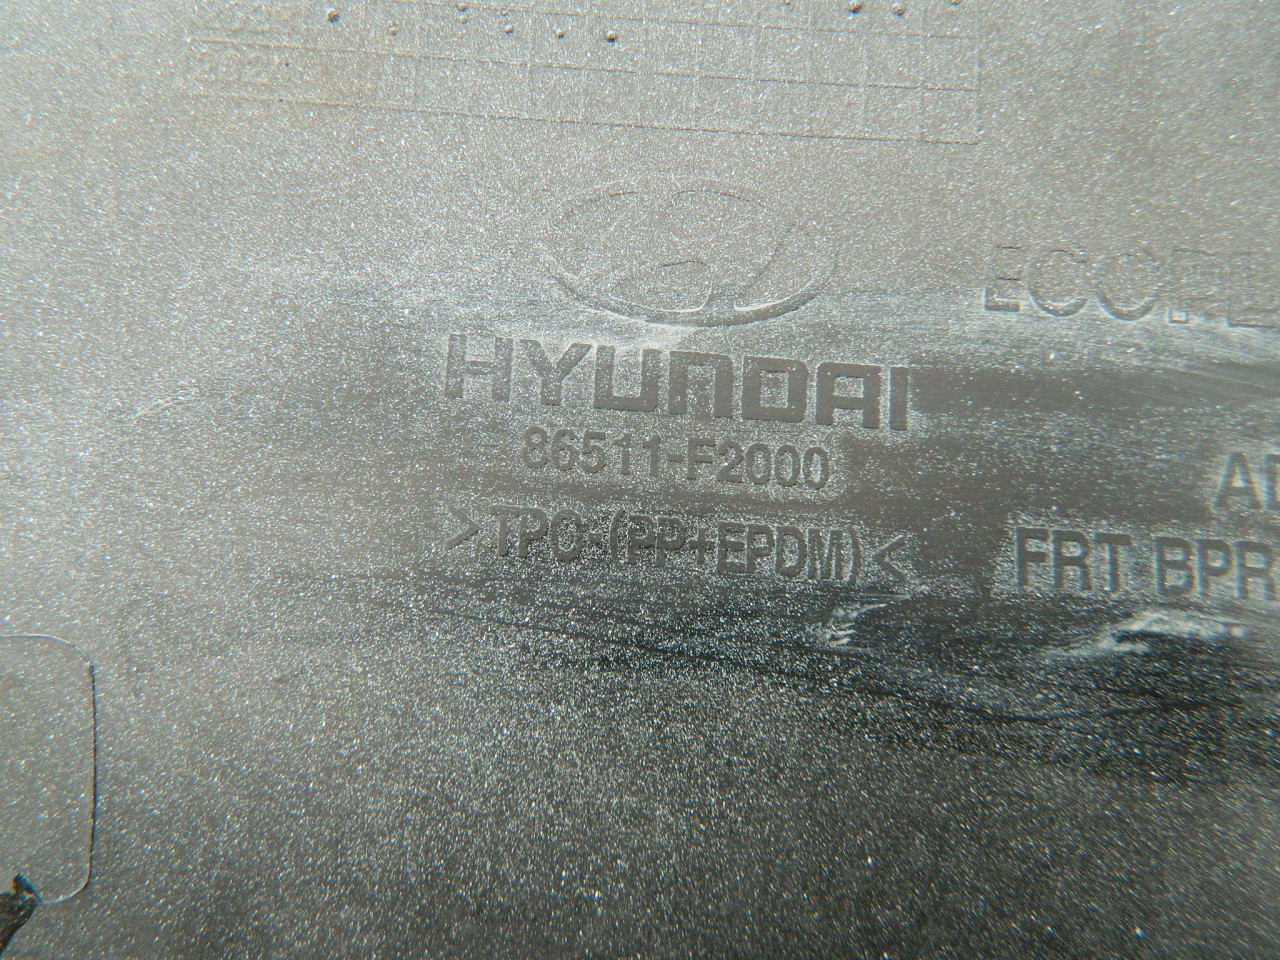 HYUNDAI
86511-F2000
>TPO-(PP+EPDM)<
FRT BPR